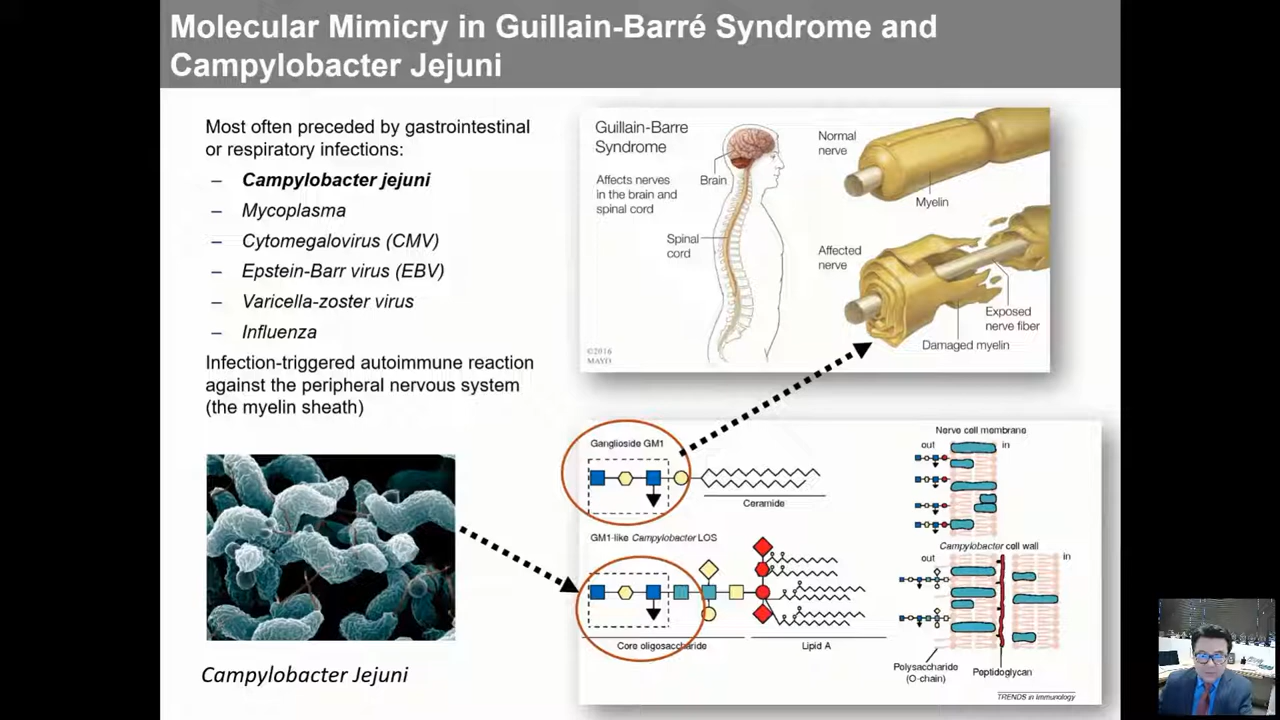 Molecular Mimicry in Guillain-Barré Syndrome and
Campylobacter Jejuni
Most often preceded by gastrointestinal
or respiratory infections:
– Campylobacter jejuni
– Mycoplasma
– Cytomegalovirus (CMV)
– Epstein-Barr virus (EBV)
– Varicella-zoster virus
– Influenza
Infection-triggered autoimmune reaction
against the peripheral nervous system
(the myelin sheath)
Campylobacter Jejuni
Guillain-Barre
Syndrome
Affects nerves
in the brain and
spinal cord
Brain
Spinal
cord
Normal
nerve
Myelin
Affected
nerve
Exposed
nerve fiber
Damaged myelin
©2016
MAYO
Ganglioside GM1
Ceramide
GM1-like Campylobacter LOS
Core oligosaccharide
Lipid A
Nerve cell membrane
out
in
Campylobacter cell wall
out
in
Polysaccharide
(O-chain)
Peptidoglycan
TRENDS in Immunology